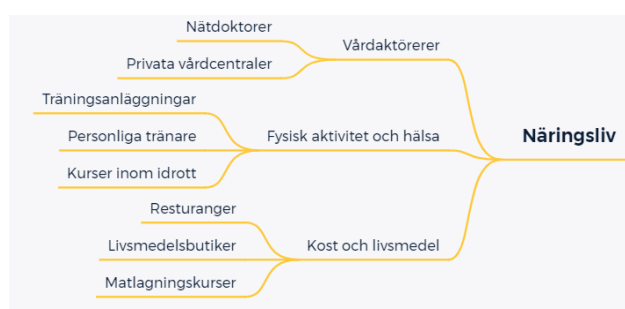 Nätdoktorer
Vårdaktörerer
Privata vårdcentraler
Träningsanläggningar
Personliga tränare
Fysisk aktivitet och hälsa
Näringsliv
Kurser inom idrott
Resturanger
Livsmedelsbutiker
Kost och livsmedel
Matlagningskurser